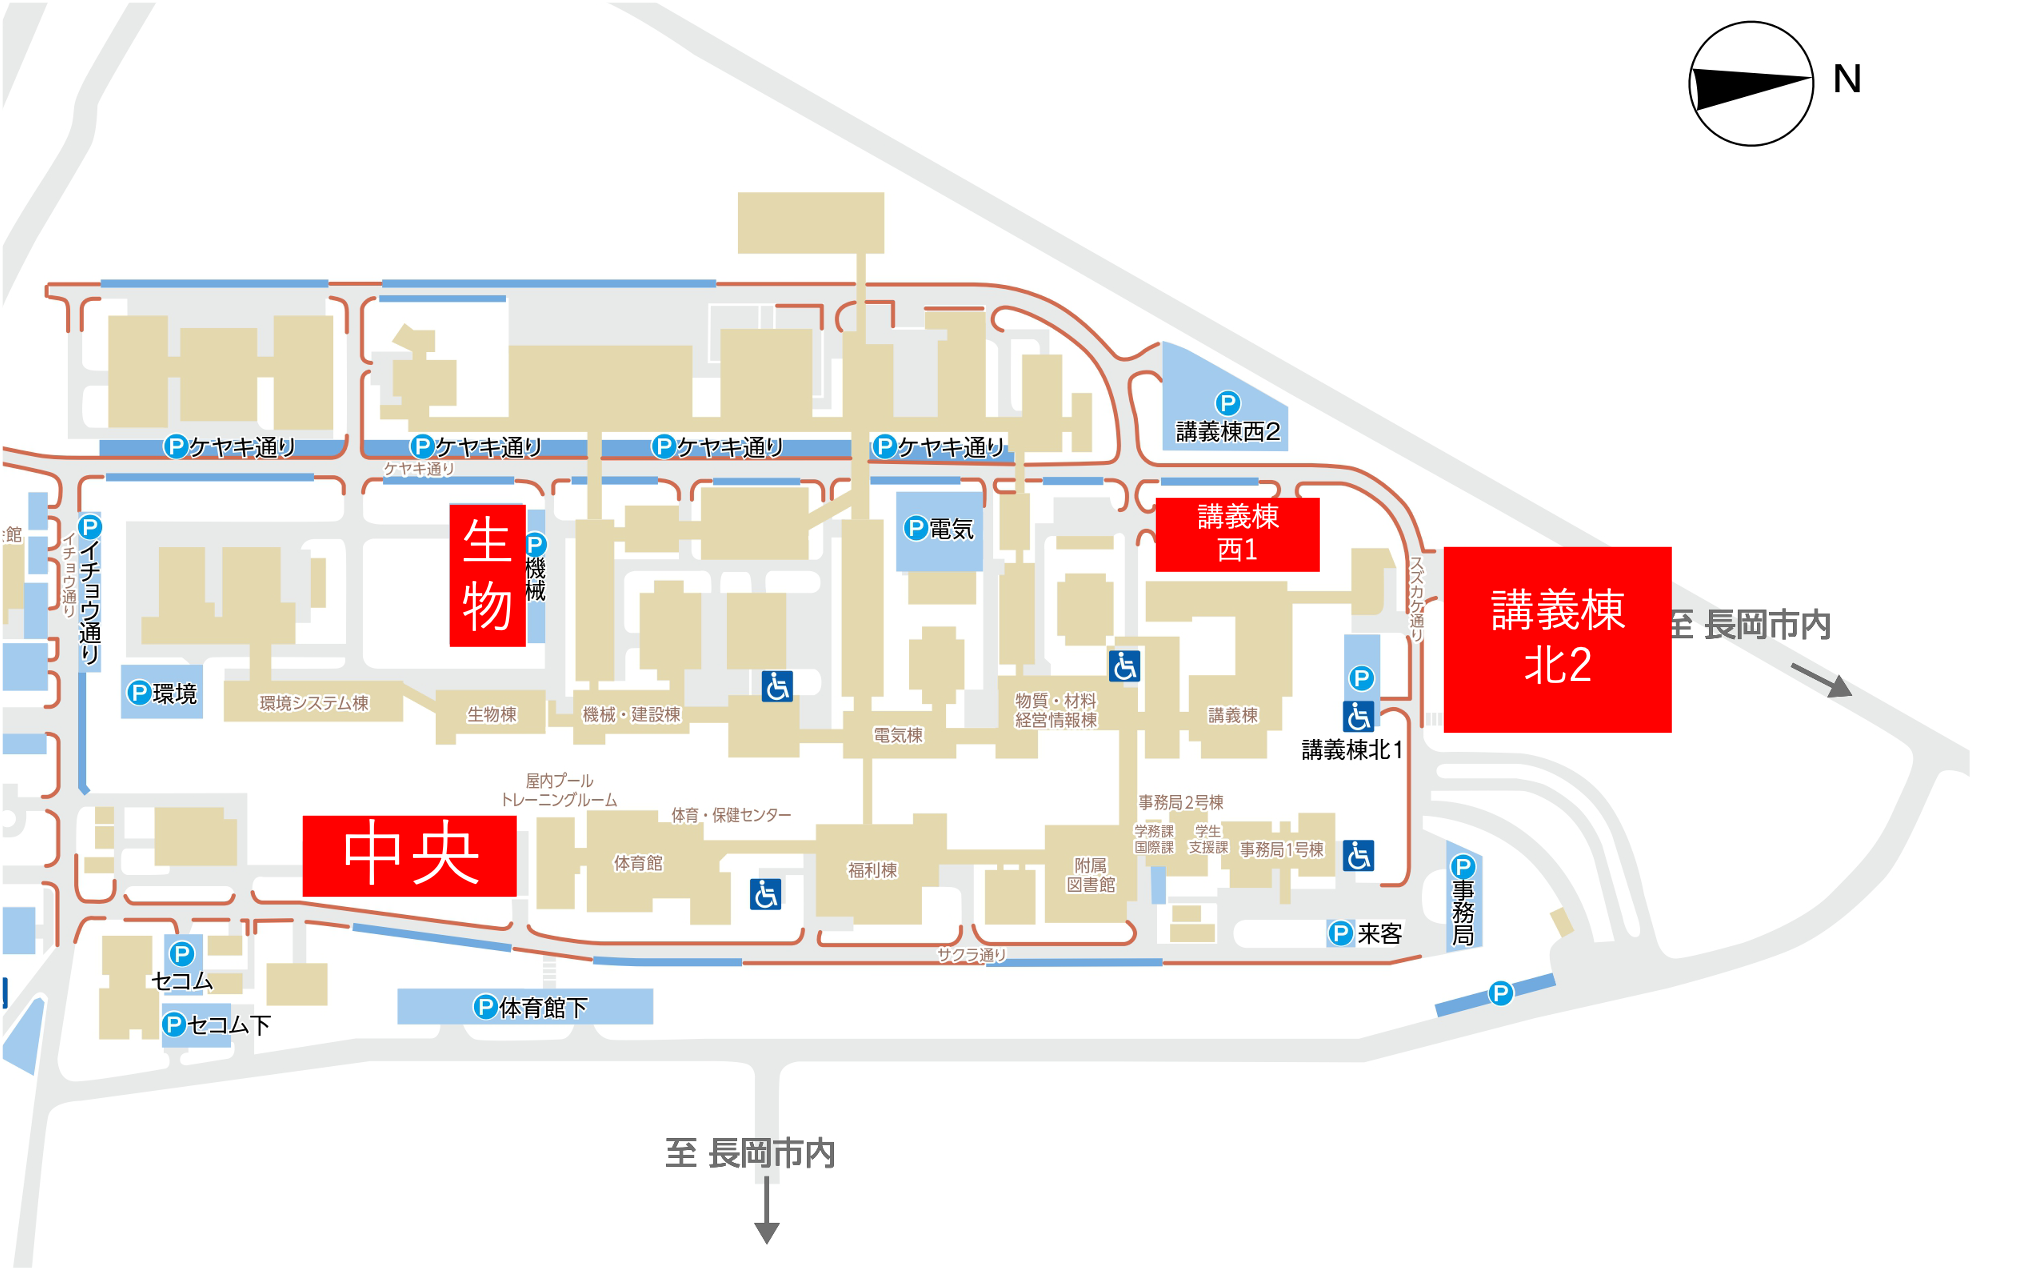 N
P 講義棟西2
P ケヤキ通り
P ケヤキ通り
P ケヤキ通り
P ケヤキ通り
ケヤキ通り
館
イチョウ通り
P イチョウ通り
生物
P 機械
P 電気
講義棟
西1
スズカケ通り
講義棟
北2
至 長岡市内
P 環境
環境システム棟
生物棟
機械・建設棟
電気棟
物質・材料
経営情報棟
講義棟
P
講義棟北1
屋内プール
トレーニングルーム
体育・保健センター
中央
体育館
福利棟
附属
図書館
事務局2号棟
学務課
国際課
学生
支援課
事務局1号棟
P 事務局
P 来客
サクラ通り
P セコム
P セコム下
P 体育館下
P
至 長岡市内